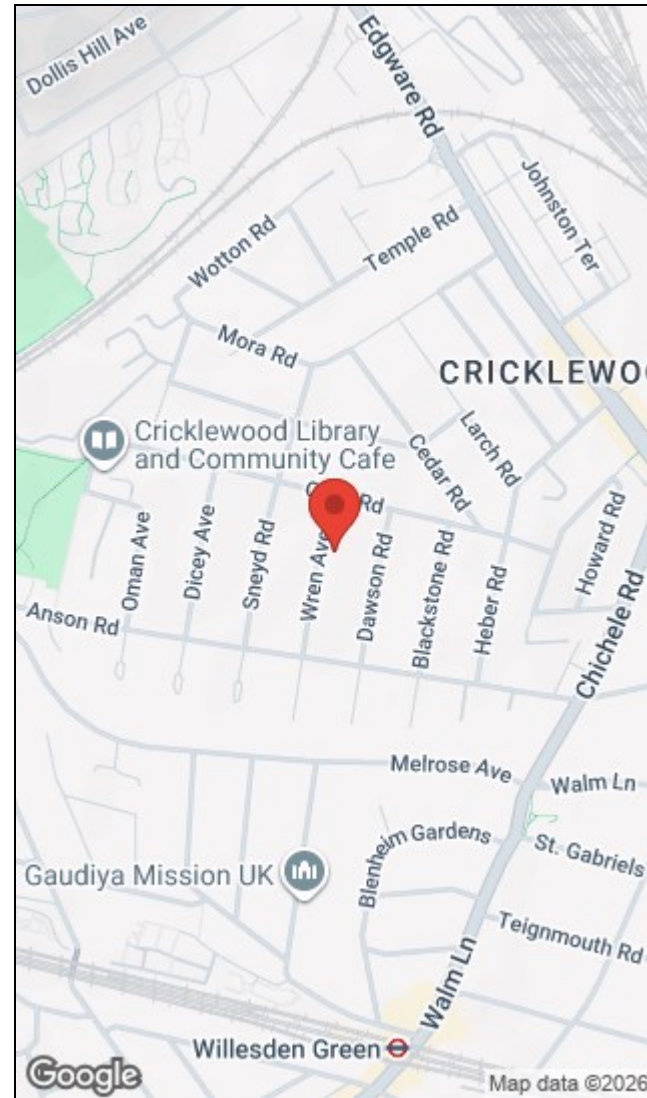 Dollis Hill Ave
Edgware Rd
Johnston Ter
Wotton Rd
Temple Rd
Mora Rd
CRICKLEWO
Cricklewood Library
and Community Cafe
Larch Rd
Cedar Rd
Rd
Howard Rd
Oman Ave
Dicey Ave
Sneyd Rd
Wren Ave
Dawson Rd
Blackstone Rd
Heber Rd
Anson Rd
Chichele Rd
Melrose Ave
Walm Ln
Blenheim Gardens
St. Gabriels
Gaudiya Mission UK
Teignmouth Rd
Walm Ln
Willesden Green
Google
Map data ©2026